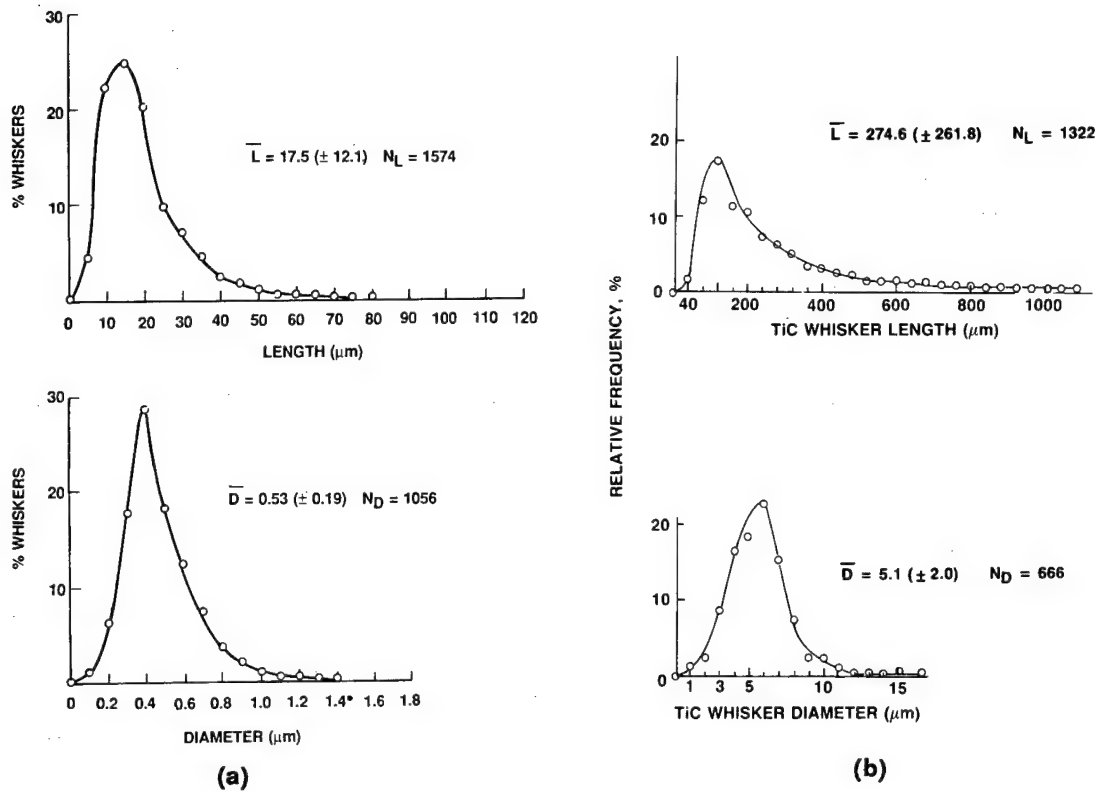 30
20
10
0
% WHISKERS
L = 17.5 (± 12.1) N_L = 1574
0 10 20 30 40 50 60 70 80 90 100 110 120
LENGTH (μm)
30
20
10
0
% WHISKERS
D = 0.53 (± 0.19) N_D = 1056
0 0.2 0.4 0.6 0.8 1.0 1.2 1.4 1.6 1.8
DIAMETER (μm)
(a)
RELATIVE FREQUENCY, %
20
10
0
L = 274.6 (± 261.8) N_L = 1322
40 200 400 600 800 1000
TiC WHISKER LENGTH (μm)
20
10
0
D = 5.1 (± 2.0) N_D = 666
1 3 5 10 15
TiC WHISKER DIAMETER (μm)
(b)